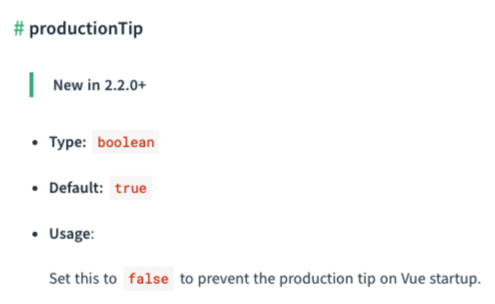 # productionTip
New in 2.2.0+
• Type: boolean
• Default: true
• Usage:
Set this to false to prevent the production tip on Vue startup.